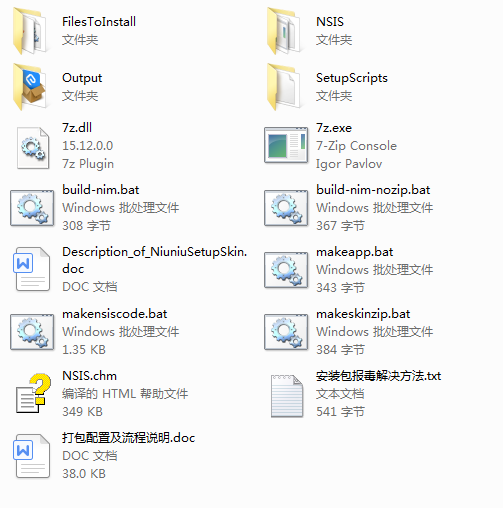 FilesToInstall
文件夹
NSIS
文件夹
Output
文件夹
SetupScripts
文件夹
7z.dll
15.12.0.0
7z Plugin
7z.exe
7-Zip Console
Igor Pavlov
build-nim.bat
Windows 批处理文件
308 字节
build-nim-nozip.bat
Windows 批处理文件
367 字节
Description_of_NiuniuSetupSkin.
doc
DOC 文档
makeapp.bat
Windows 批处理文件
343 字节
makensiscode.bat
Windows 批处理文件
1.35 KB
makeskinzip.bat
Windows 批处理文件
384 字节
NSIS.chm
编译的 HTML 帮助文件
349 KB
安装包报毒解决方法.txt
文本文档
541 字节
打包配置及流程说明.doc
DOC 文档
38.0 KB